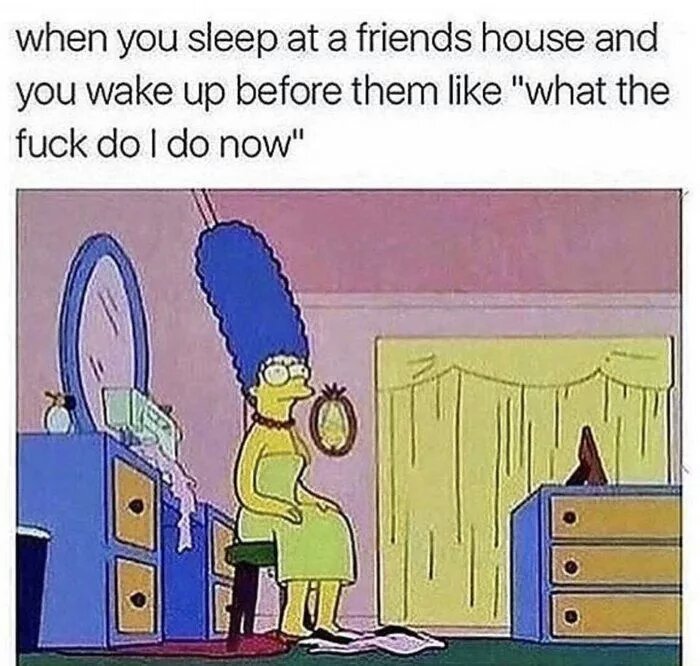 when you sleep at a friends house and
you wake up before them like "what the
fuck do I do now"